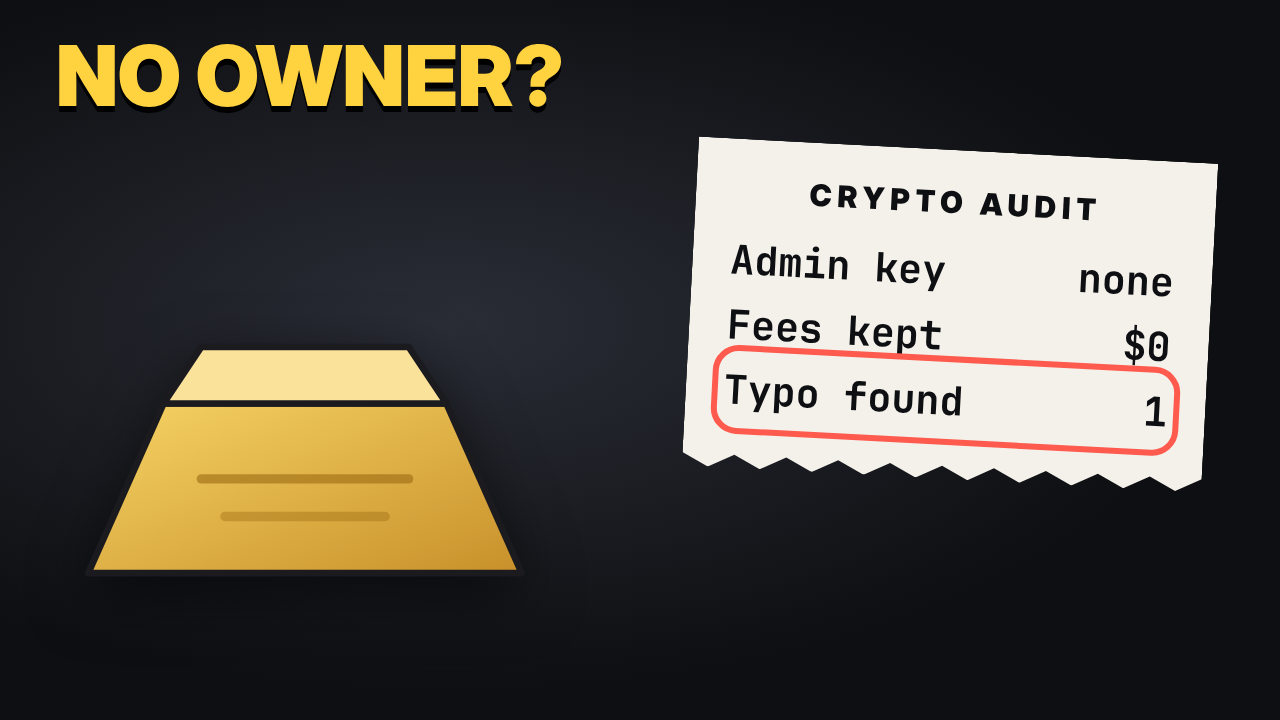 NO OWNER?
CRYPTO AUDIT
Admin key none
Fees kept $0
Typo found 1